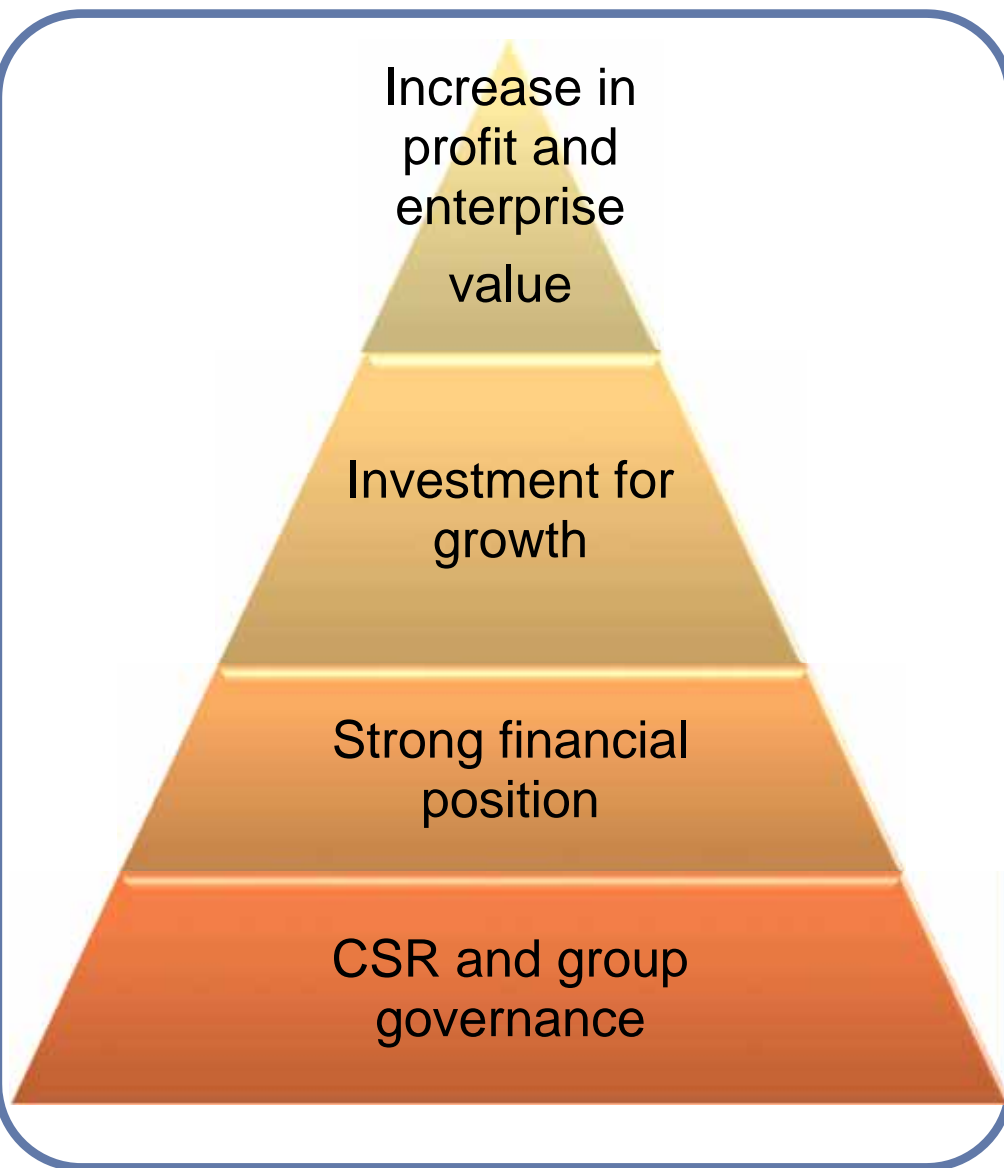 Increase in
profit and
enterprise
value
Investment for
growth
Strong financial
position
CSR and group
governance